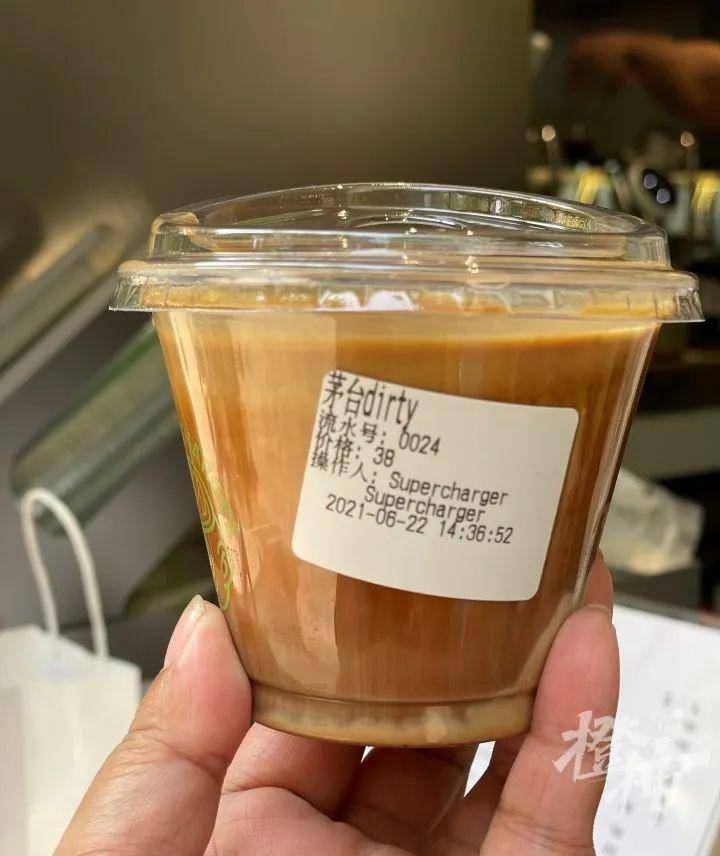 茅台dirty
流水号: 0024
价格: 38
操作人: Supercharger
Supercharger
2021-06-22 14:36:52
橙柿